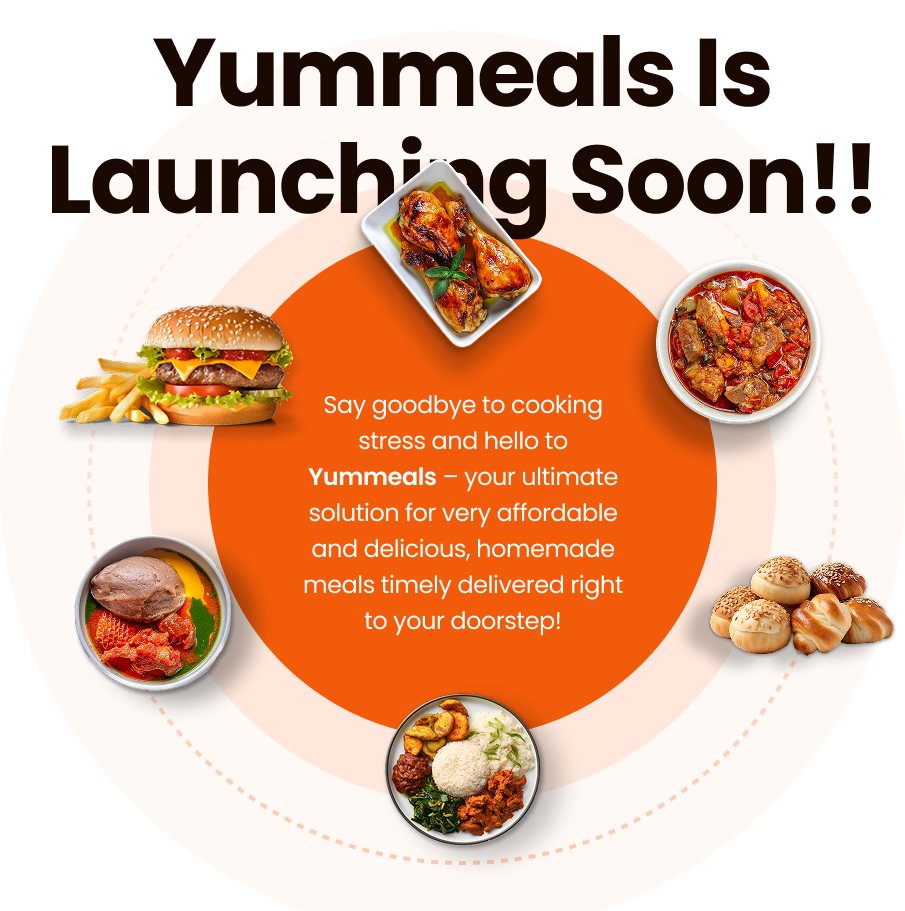 Yummeals Is
Launching Soon!!
Say goodbye to cooking
stress and hello to
Yummeals – your ultimate
solution for very affordable
and delicious, homemade
meals timely delivered right
to your doorstep!